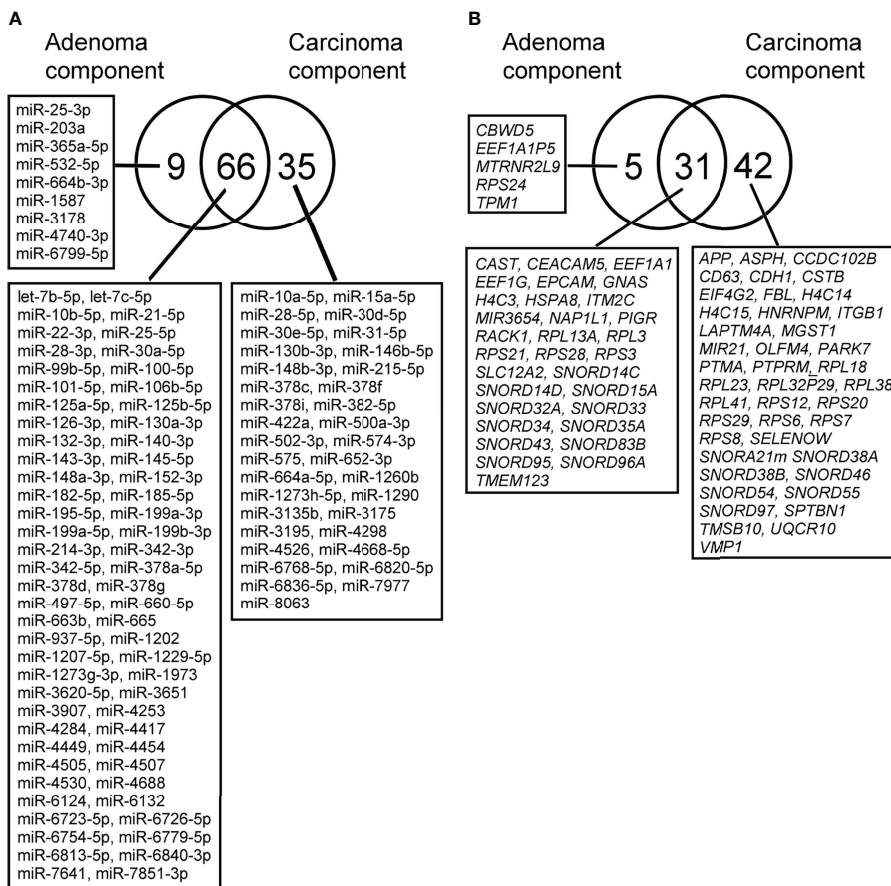 A
Adenoma
component
Carcinoma
component
miR-25-3p
miR-203a
miR-365a-5p
miR-532-5p
miR-664b-3p
miR-1587
miR-3178
miR-4740-3p
miR-6799-5p
9
66
35
let-7b-5p, let-7c-5p
miR-10b-5p, miR-21-5p
miR-22-3p, miR-25-5p
miR-28-3p, miR-30a-5p
miR-99b-5p, miR-100-5p
miR-101-5p, miR-106b-5p
miR-125a-5p, miR-125b-5p
miR-126-3p, miR-130a-3p
miR-132-3p, miR-140-3p
miR-143-3p, miR-145-5p
miR-148a-3p, miR-152-3p
miR-182-5p, miR-185-5p
miR-195-5p, miR-199a-3p
miR-199a-5p, miR-199b-3p
miR-214-3p, miR-342-3p
miR-342-5p, miR-378a-5p
miR-378d, miR-378g
miR-497-5p, miR-660-5p
miR-663b, miR-665
miR-937-5p, miR-1202
miR-1207-5p, miR-1229-5p
miR-1273g-3p, miR-1973
miR-3620-5p, miR-3651
miR-3907, miR-4253
miR-4284, miR-4417
miR-4449, miR-4454
miR-4505, miR-4507
miR-4530, miR-4688
miR-6124, miR-6132
miR-6723-5p, miR-6726-5p
miR-6754-5p, miR-6779-5p
miR-6813-5p, miR-6840-3p
miR-7641, miR-7851-3p
miR-10a-5p, miR-15a-5p
miR-28-5p, miR-30d-5p
miR-30e-5p, miR-31-5p
miR-130b-3p, miR-146b-5p
miR-148b-3p, miR-215-5p
miR-378c, miR-378f
miR-378i, miR-382-5p
miR-422a, miR-500a-3p
miR-502-3p, miR-574-3p
miR-575, miR-652-3p
miR-664a-5p, miR-1260b
miR-1273h-5p, miR-1290
miR-3135b, miR-3175
miR-3195, miR-4298
miR-4526, miR-4668-5p
miR-6768-5p, miR-6820-5p
miR-6836-5p, miR-7977
miR-8063
B
Adenoma
component
Carcinoma
component
CBWD5
EEF1A1P5
MTRNR2L9
RPS24
TPM1
5
31
42
CAST, CEACAM5, EEF1A1
EEF1G, EPCAM, GNAS
H4C3, HSPA8, ITM2C
MIR3654, NAP1L1, PIGR
RACK1, RPL13A, RPL3
RPS21, RPS28, RPS3
SLC12A2, SNORD14C
SNORD14D, SNORD15A
SNORD32A, SNORD33
SNORD34, SNORD35A
SNORD43, SNORD83B
SNORD95, SNORD96A
TMEM123
APP, ASPH, CCDC102B
CD63, CDH1, CSTB
EIF4G2, FBL, H4C14
H4C15, HNRNPM, ITGB1
LAPTM4A, MGST1
MIR21, OLFM4, PARK7
PTMA, PTPRM_RPL18
RPL23, RPL32P29, RPL38
RPL41, RPS12, RPS20
RPS29, RPS6, RPS7
RPS8, SELENOW
SNORA21m SNORD38A
SNORD38B, SNORD46
SNORD54, SNORD55
SNORD97, SPTBN1
TMSB10, UQCR10
VMP1